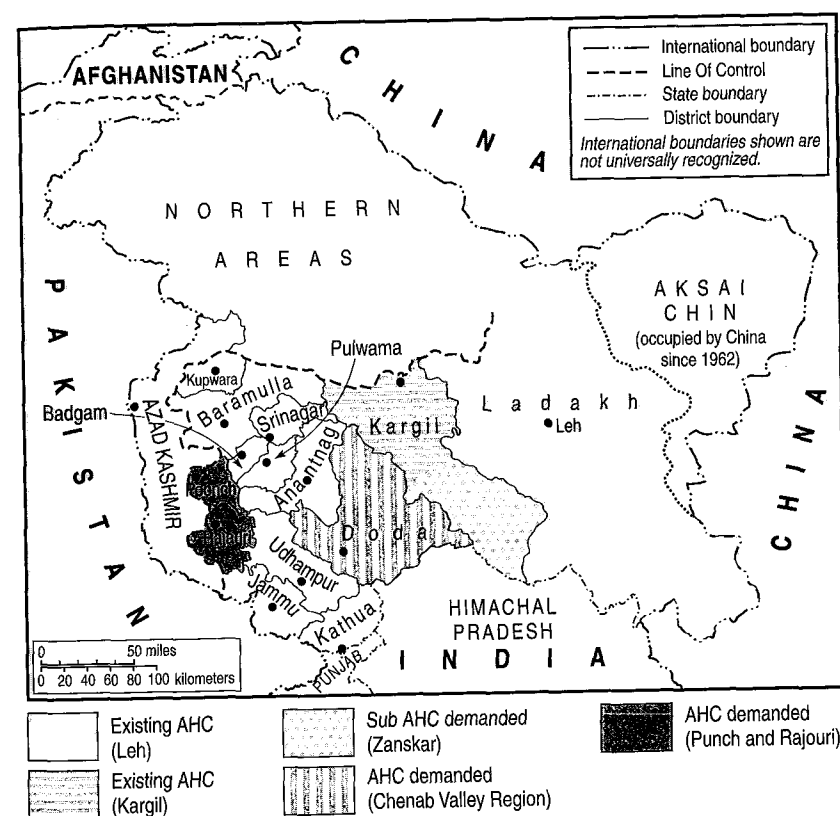 AFGHANISTAN
CHINA
International boundary
Line Of Control
State boundary
District boundary
International boundaries shown are
not universally recognized.
NORTHERN
AREAS
PAKISTAN
AKSAI
CHIN
(occupied by China
since 1962)
CHINA
Pulwama
Kupwara
Baramulla
Badgam
Srinagar
AZAD KASHMIR
Anantnag
Kargil
Ladakh
Leh
Doda
Udhampur
Jammu
Kathua
PUNJAB
HIMACHAL
PRADESH
INDIA
0 50 miles
0 20 40 60 80 100 kilometers
Existing AHC
(Leh)
Sub AHC demanded
(Zanskar)
AHC demanded
(Punch and Rajouri)
Existing AHC
(Kargil)
AHC demanded
(Chenab Valley Region)